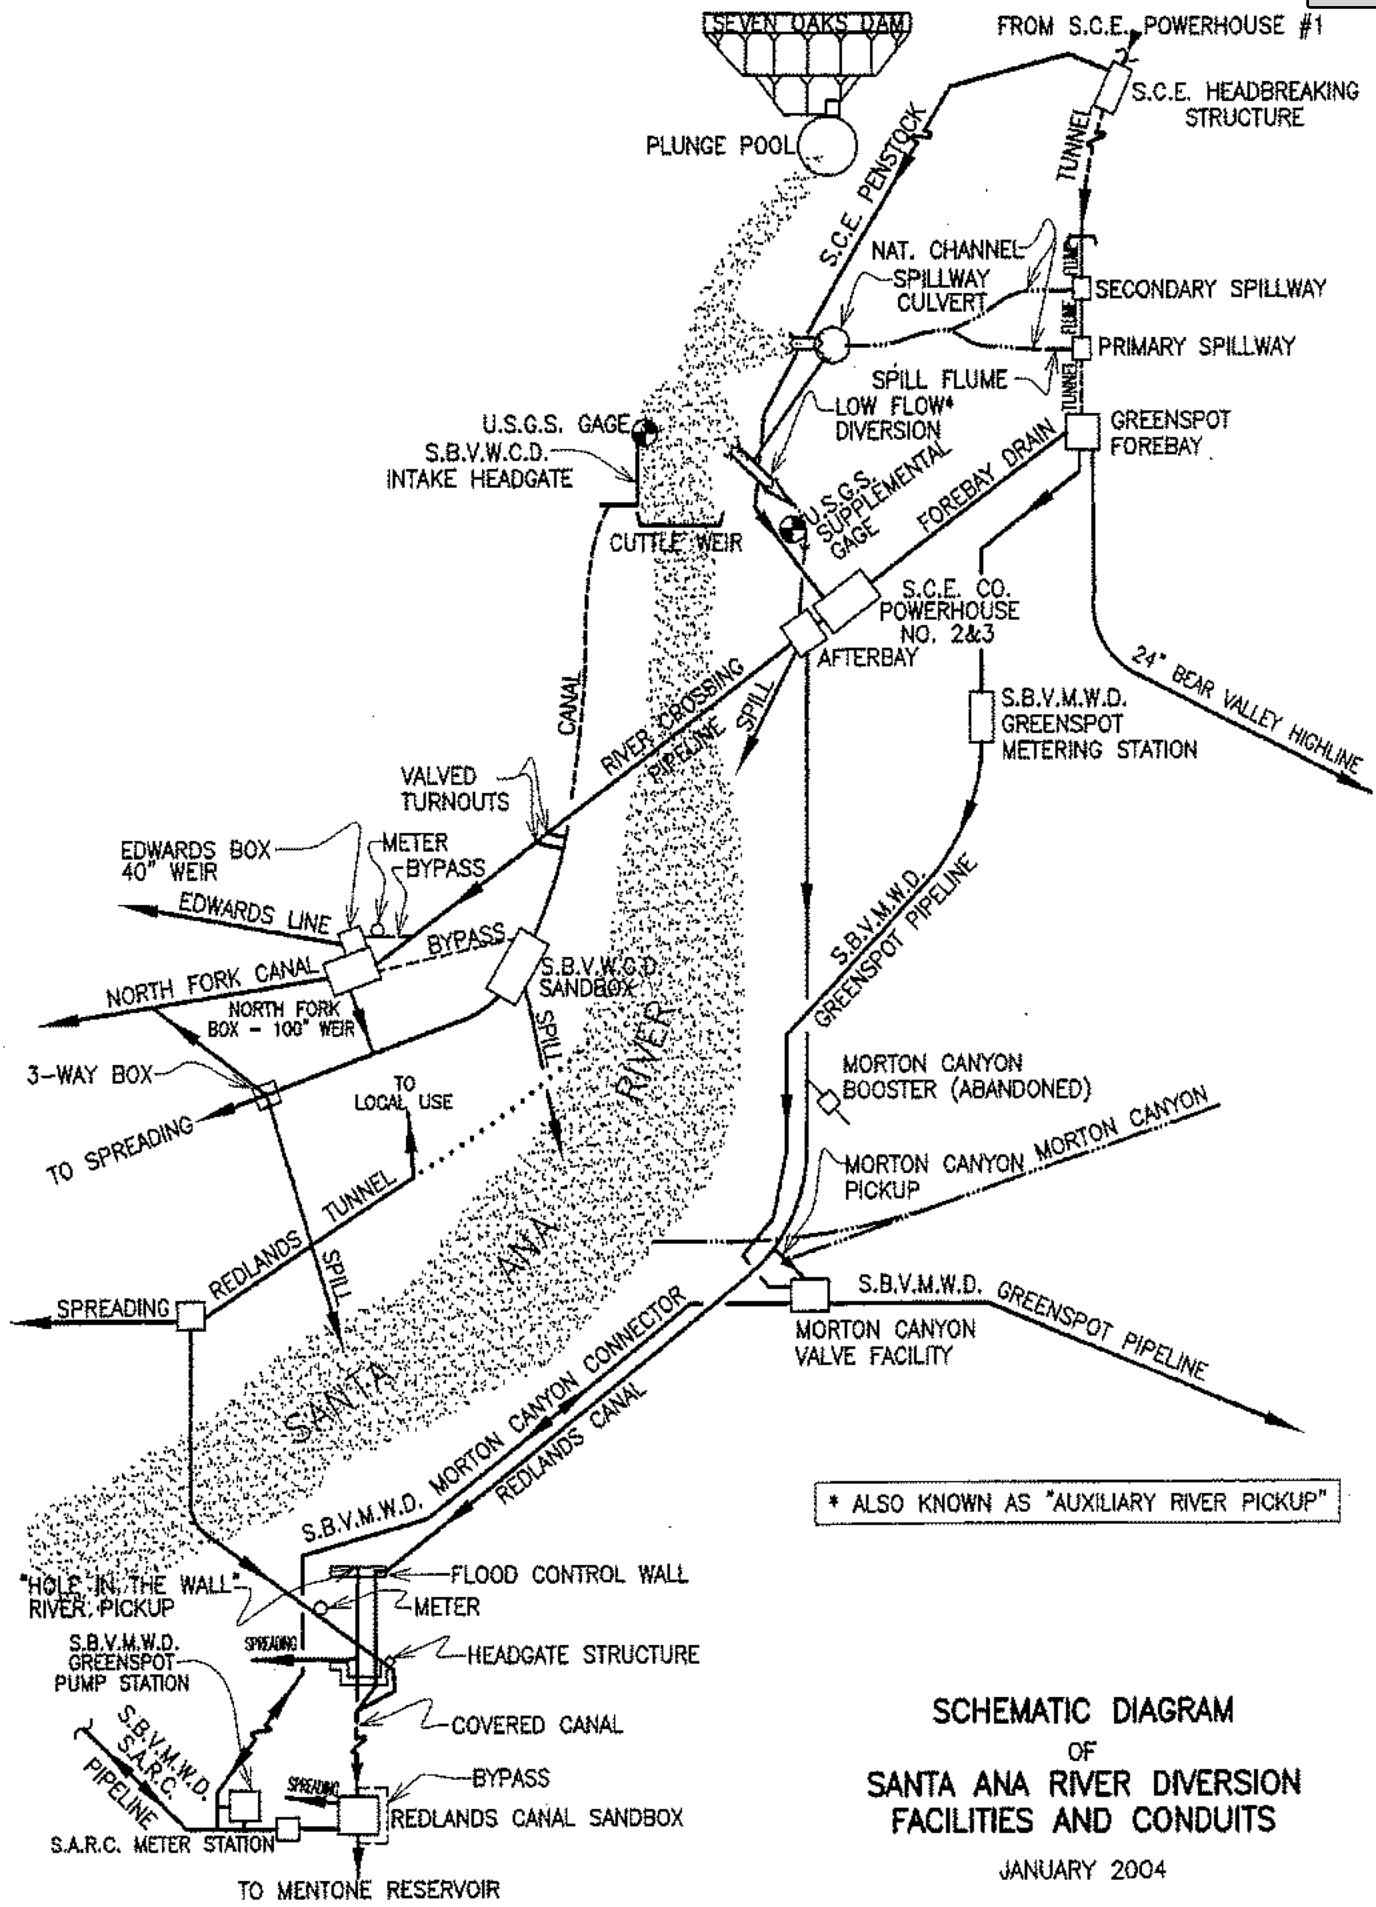 SEVEN OAKS DAM
FROM S.C.E. POWERHOUSE #1
S.C.E. HEADBREAKING
STRUCTURE
PLUNGE POOL
TUNNEL
S.C.E. PENSTOCK
NAT. CHANNEL
FLUME
SPILLWAY
CULVERT
SECONDARY SPILLWAY
FLUME
PRIMARY SPILLWAY
SPILL FLUME
TUNNEL
LOW FLOW*
DIVERSION
GREENSPOT
FOREBAY
U.S.G.S. GAGE
S.B.V.W.C.D.
INTAKE HEADGATE
FOREBAY DRAIN
U.S.G.S.
SUPPLEMENTAL
GAGE
CUTTLE WEIR
S.C.E. CO.
POWERHOUSE
NO. 2&3
AFTERBAY
24" BEAR VALLEY HIGHLINE
CANAL
RIVER CROSSING
PIPELINE
SPILL
S.B.V.M.W.D.
GREENSPOT
METERING STATION
VALVED
TURNOUTS
EDWARDS BOX
40" WEIR
METER
BYPASS
EDWARDS LINE
BYPASS
S.B.V.M.W.D.
GREENSPOT PIPELINE
NORTH FORK CANAL
S.B.V.W.C.D.
SANDBOX
NORTH FORK
BOX - 100" WEIR
SPILL
RIVER
3-WAY BOX
TO
LOCAL USE
MORTON CANYON
BOOSTER (ABANDONED)
TO SPREADING
MORTON CANYON
MORTON CANYON
PICKUP
REDLANDS TUNNEL
ANA
SPILL
SPREADING
S.B.V.M.W.D. GREENSPOT PIPELINE
MORTON CANYON
VALVE FACILITY
SANTA
S.B.V.M.W.D. MORTON CANYON CONNECTOR
REDLANDS CANAL
* ALSO KNOWN AS "AUXILIARY RIVER PICKUP"
"HOLE IN THE WALL"
RIVER PICKUP
FLOOD CONTROL WALL
METER
S.B.V.M.W.D.
GREENSPOT
PUMP STATION
SPREADING
HEADGATE STRUCTURE
S.B.V.M.W.D.
S.A.R.C.
PIPELINE
COVERED CANAL
SPREADING
BYPASS
REDLANDS CANAL SANDBOX
S.A.R.C. METER STATION
TO MENTONE RESERVOIR
SCHEMATIC DIAGRAM
OF
SANTA ANA RIVER DIVERSION
FACILITIES AND CONDUITS
JANUARY 2004